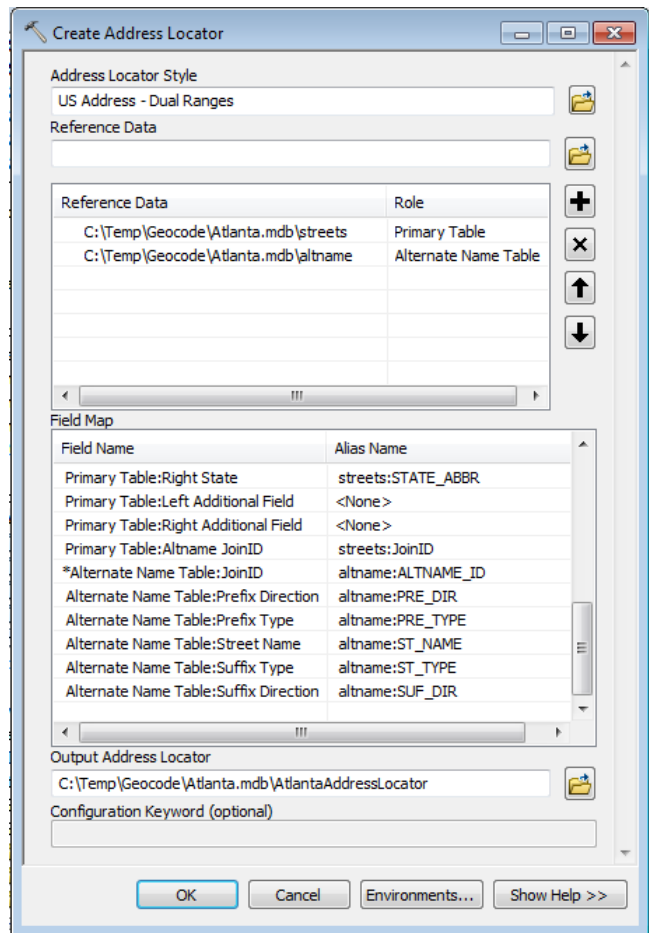 Create Address Locator
Address Locator Style
US Address - Dual Ranges
Reference Data
Reference Data Role
C:\Temp\Geocode\Atlanta.mdb\streets Primary Table
C:\Temp\Geocode\Atlanta.mdb\altname Alternate Name Table
Field Map
Field Name Alias Name
Primary Table:Right State streets:STATE_ABBR
Primary Table:Left Additional Field <None>
Primary Table:Right Additional Field <None>
Primary Table:Altname JoinID streets:JoinID
*Alternate Name Table:JoinID altname:ALTNAME_ID
Alternate Name Table:Prefix Direction altname:PRE_DIR
Alternate Name Table:Prefix Type altname:PRE_TYPE
Alternate Name Table:Street Name altname:ST_NAME
Alternate Name Table:Suffix Type altname:ST_TYPE
Alternate Name Table:Suffix Direction altname:SUF_DIR
Output Address Locator
C:\Temp\Geocode\Atlanta.mdb\AtlantaAddressLocator
Configuration Keyword (optional)
OK Cancel Environments... Show Help >>